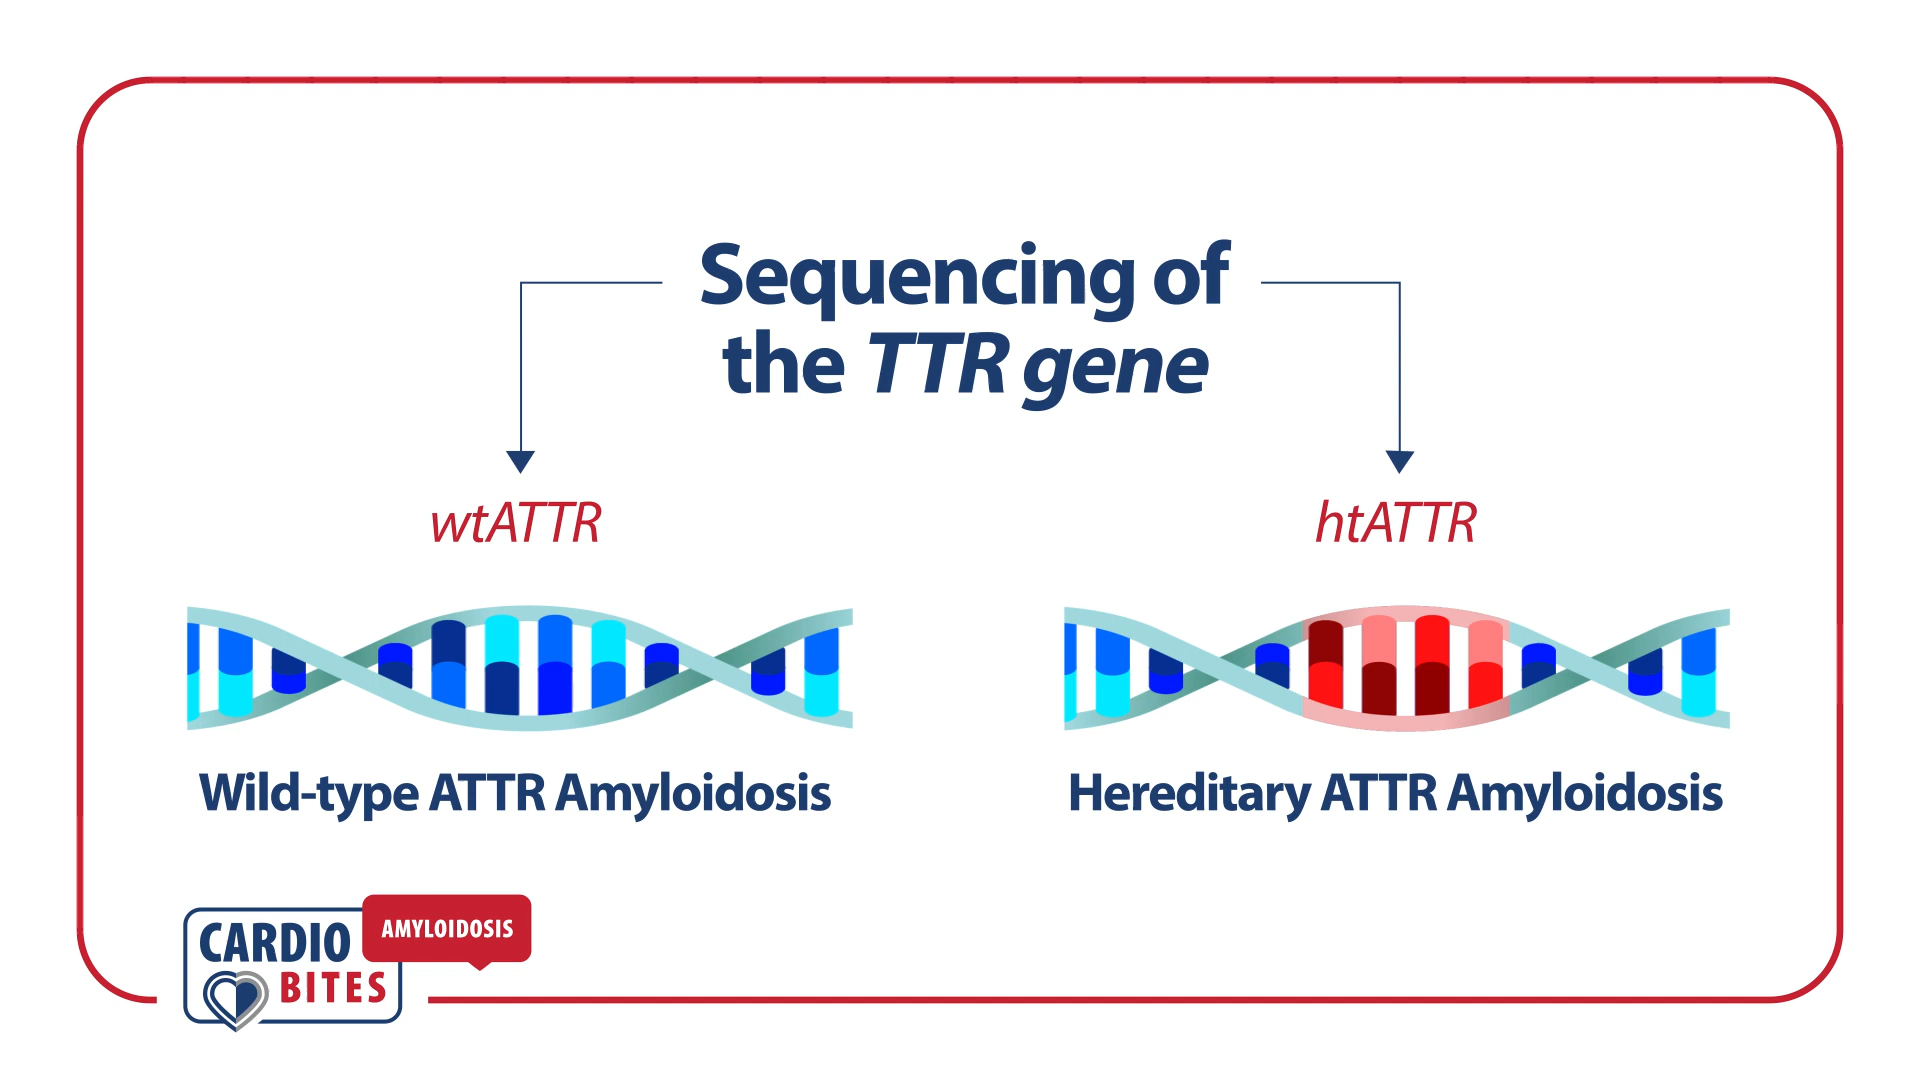 Sequencing of
the TTR gene
wtATTR
htATTR
Wild-type ATTR Amyloidosis
Hereditary ATTR Amyloidosis
CARDIO
AMYLOIDOSIS
BITES